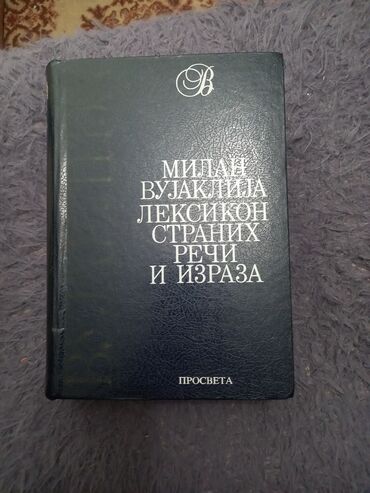 В
МИЛАН
ВУЈАКЛИЈА
ЛЕКСИКОН
СТРАНИХ
РЕЧИ
И ИЗРАЗА
ПРОСВЕТА